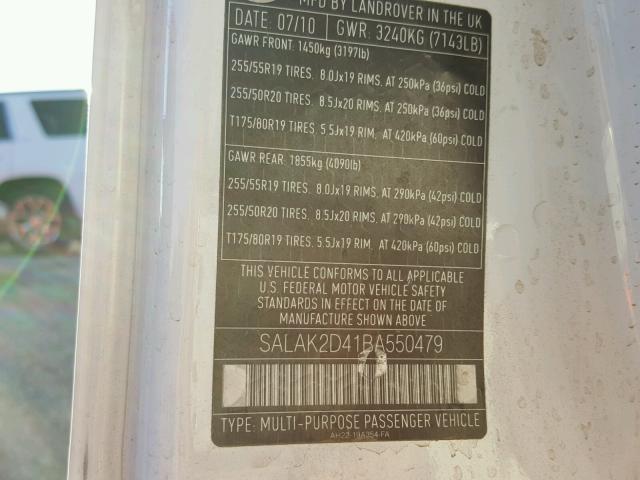 MFD BY LANDROVER IN THE UK
DATE: 07/10 GWR: 3240KG (7143LB)
GAWR FRONT: 1450kg (3197lb)
255/55R19 TIRES. 8.0Jx19 RIMS. AT 250kPa (36psi) COLD
255/50R20 TIRES. 8.5Jx20 RIMS. AT 250kPa (36psi) COLD
T175/80R19 TIRES. 5.5Jx19 RIM. AT 420kPa (60psi) COLD
GAWR REAR: 1855kg (4090lb)
255/55R19 TIRES. 8.0Jx19 RIMS. AT 290kPa (42psi) COLD
255/50R20 TIRES. 8.5Jx20 RIMS. AT 290kPa (42psi) COLD
T175/80R19 TIRES. 5.5Jx19 RIM. AT 420kPa (60psi) COLD
THIS VEHICLE CONFORMS TO ALL APPLICABLE
U.S. FEDERAL MOTOR VEHICLE SAFETY
STANDARDS IN EFFECT ON THE DATE OF
MANUFACTURE SHOWN ABOVE
SALAK2D41BA550479
TYPE: MULTI-PURPOSE PASSENGER VEHICLE
AH22-19A354-FA